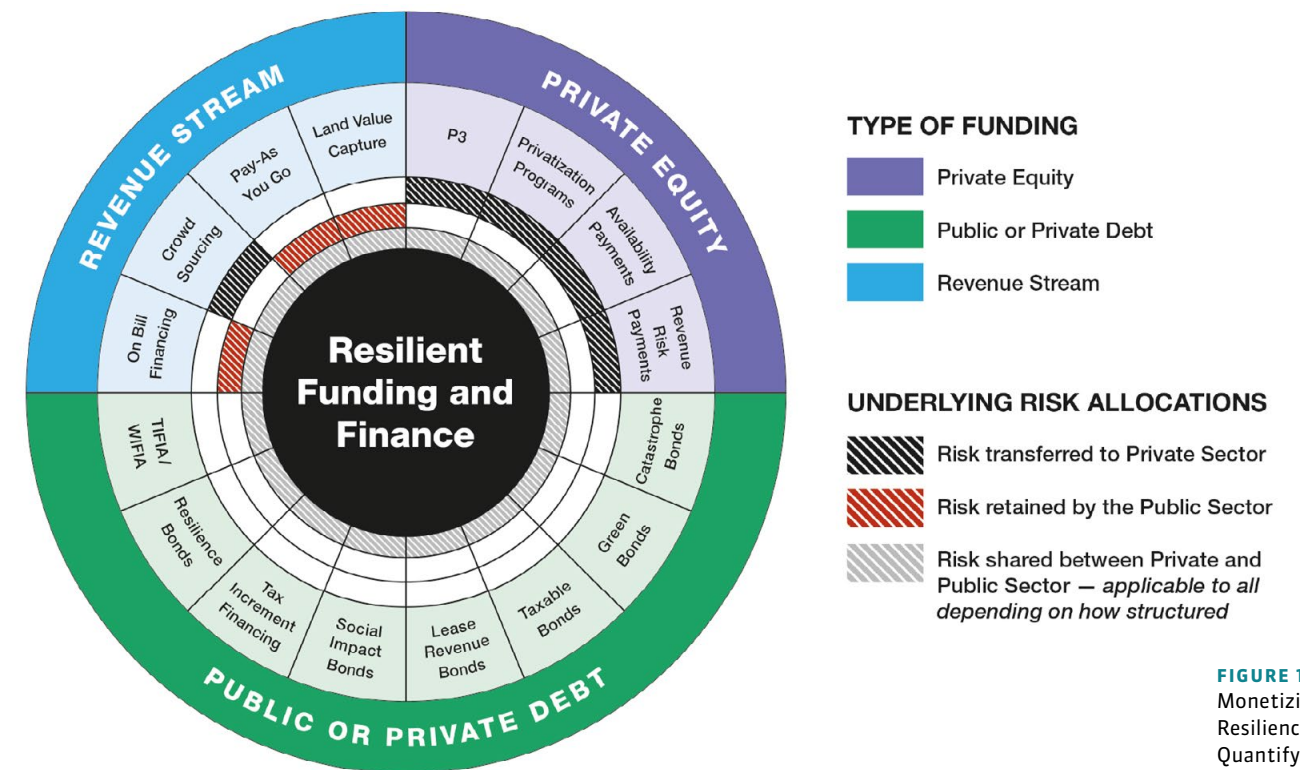 REVENUE STREAM
PRIVATE EQUITY
PUBLIC OR PRIVATE DEBT
Land Value
Capture
Pay-As
You Go
Crowd
Sourcing
On Bill
Financing
P3
Privatization
Programs
Availability
Payments
Revenue
Risk
Payments
Catastrophe
Bonds
Green
Bonds
Taxable
Bonds
Lease
Revenue
Bonds
Social
Impact
Bonds
Tax
Increment
Financing
Resilience
Bonds
TIFIA/
WIFIA
Resilient
Funding and
Finance
TYPE OF FUNDING
Private Equity
Public or Private Debt
Revenue Stream
UNDERLYING RISK ALLOCATIONS
Risk transferred to Private Sector
Risk retained by the Public Sector
Risk shared between Private and
Public Sector — applicable to all
depending on how structured
FIGURE 1
Monetizi
Resilienc
Quantify